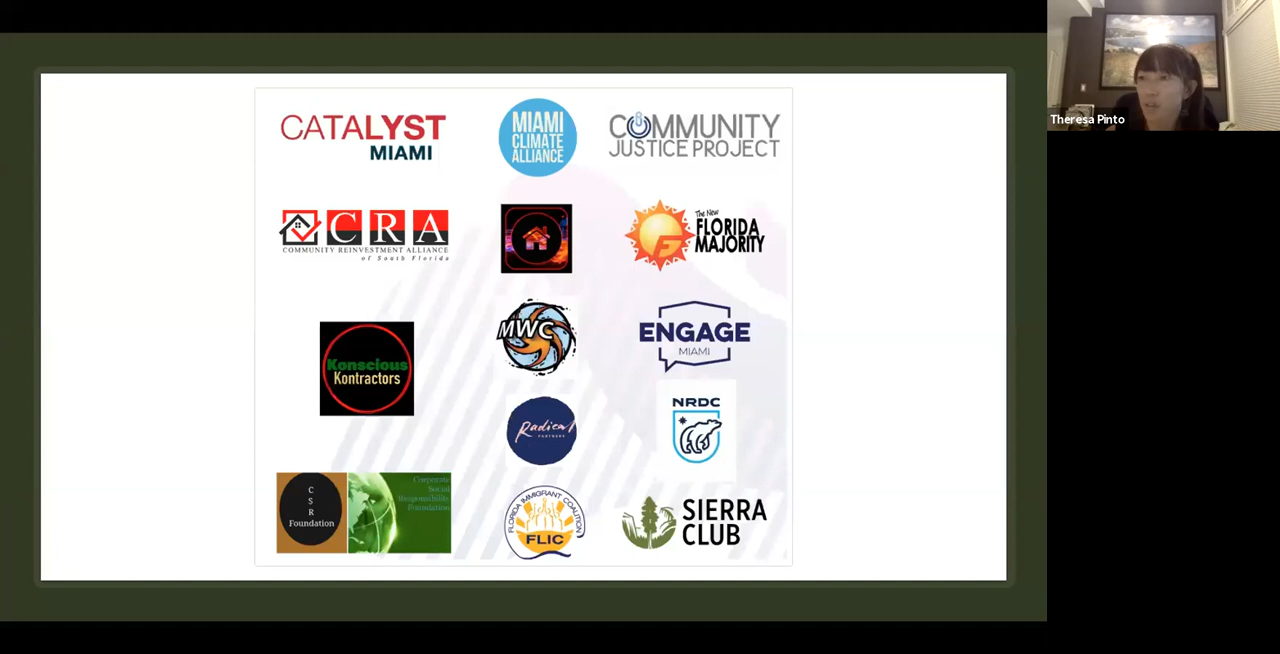 CATALYST
MIAMI
MIAMI
CLIMATE
ALLIANCE
COMMUNITY
JUSTICE PROJECT
CRA
COMMUNITY REINVESTMENT ALLIANCE
of South Florida
The New
FLORIDA
MAJORITY
Konscious
Kontractors
MWC
ENGAGE
MIAMI
Radical
PARTNERS
NRDC
C
S
R
Foundation
Corporate
Social
Responsibility
Foundation
FLORIDA IMMIGRANT COALITION
FLIC
SIERRA
CLUB
Theresa Pinto